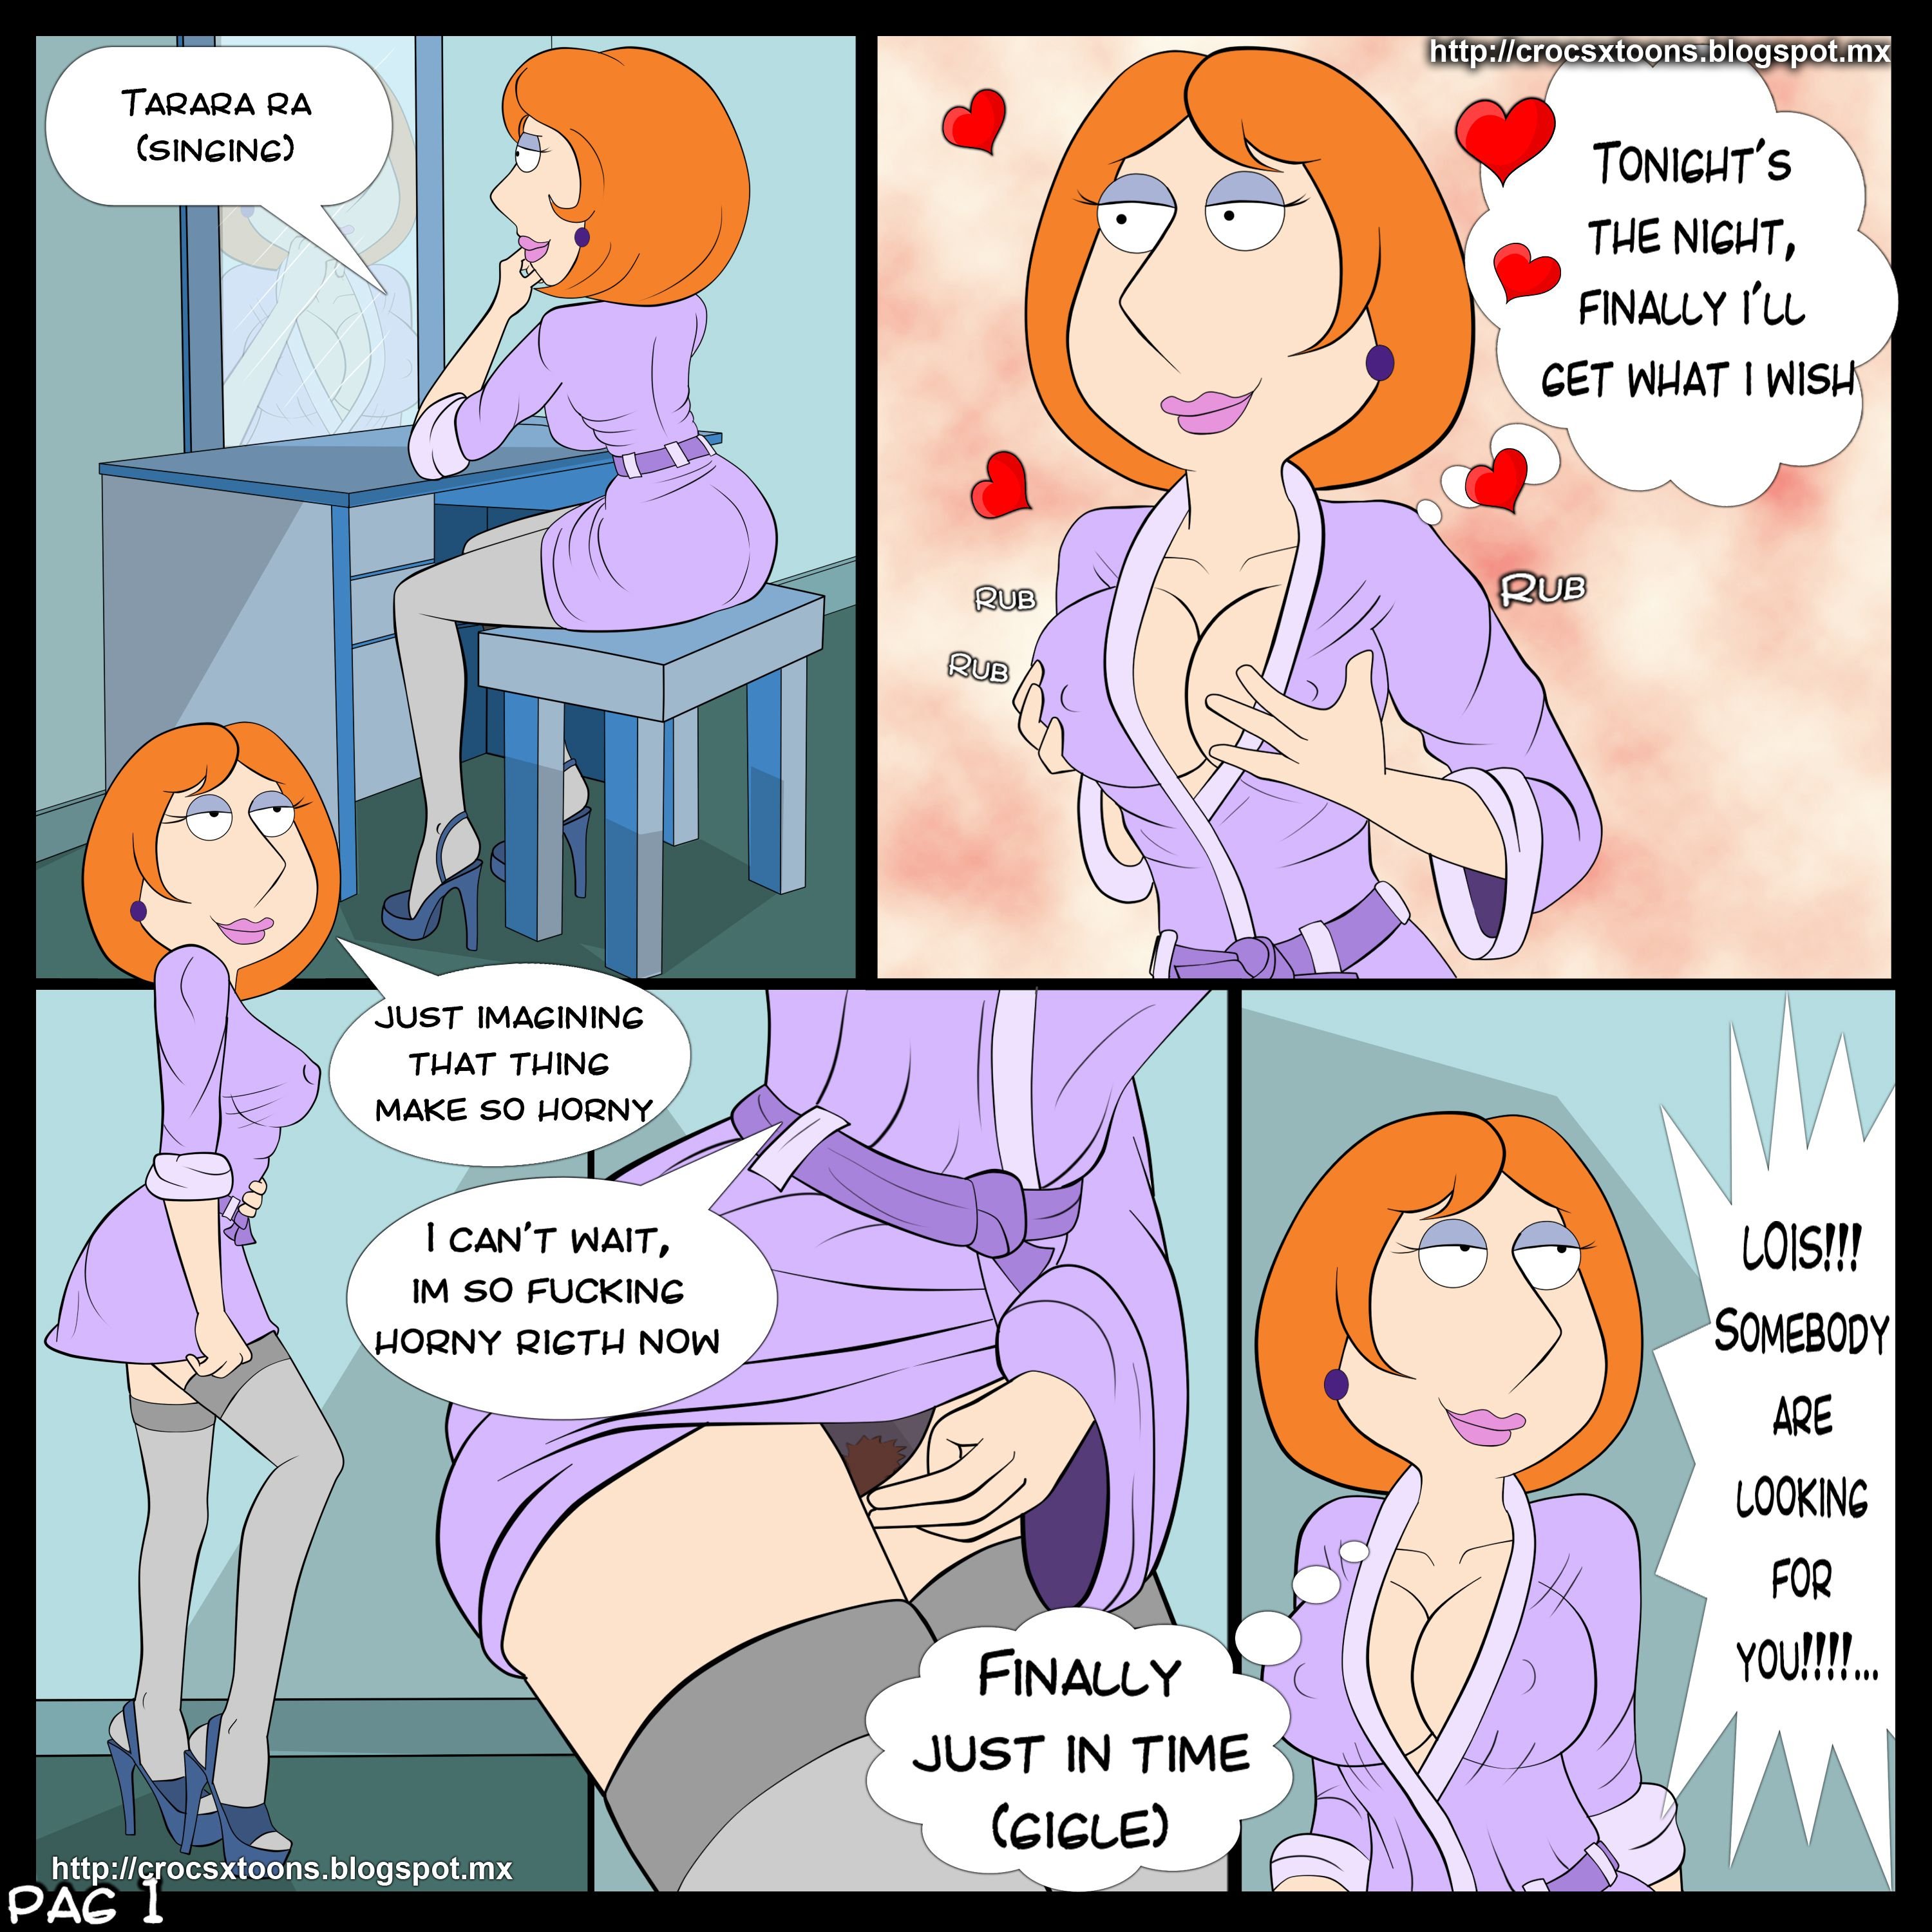 TARARA RA
(SINGING)
http://crocsxtoons.blogspot.mx
TONIGHT'S
THE NIGHT,
FINALLY I'LL
GET WHAT I WISH
RUB
RUB
RUB
JUST IMAGINING
THAT THING
MAKE SO HORNY
I CAN'T WAIT,
IM SO FUCKING
HORNY RIGTH NOW
LOIS!!!
SOMEBODY
ARE
LOOKING
FOR
YOU!!!!...
FINALLY
JUST IN TIME
(GIGLE)
http://crocsxtoons.blogspot.mx
PAG 1